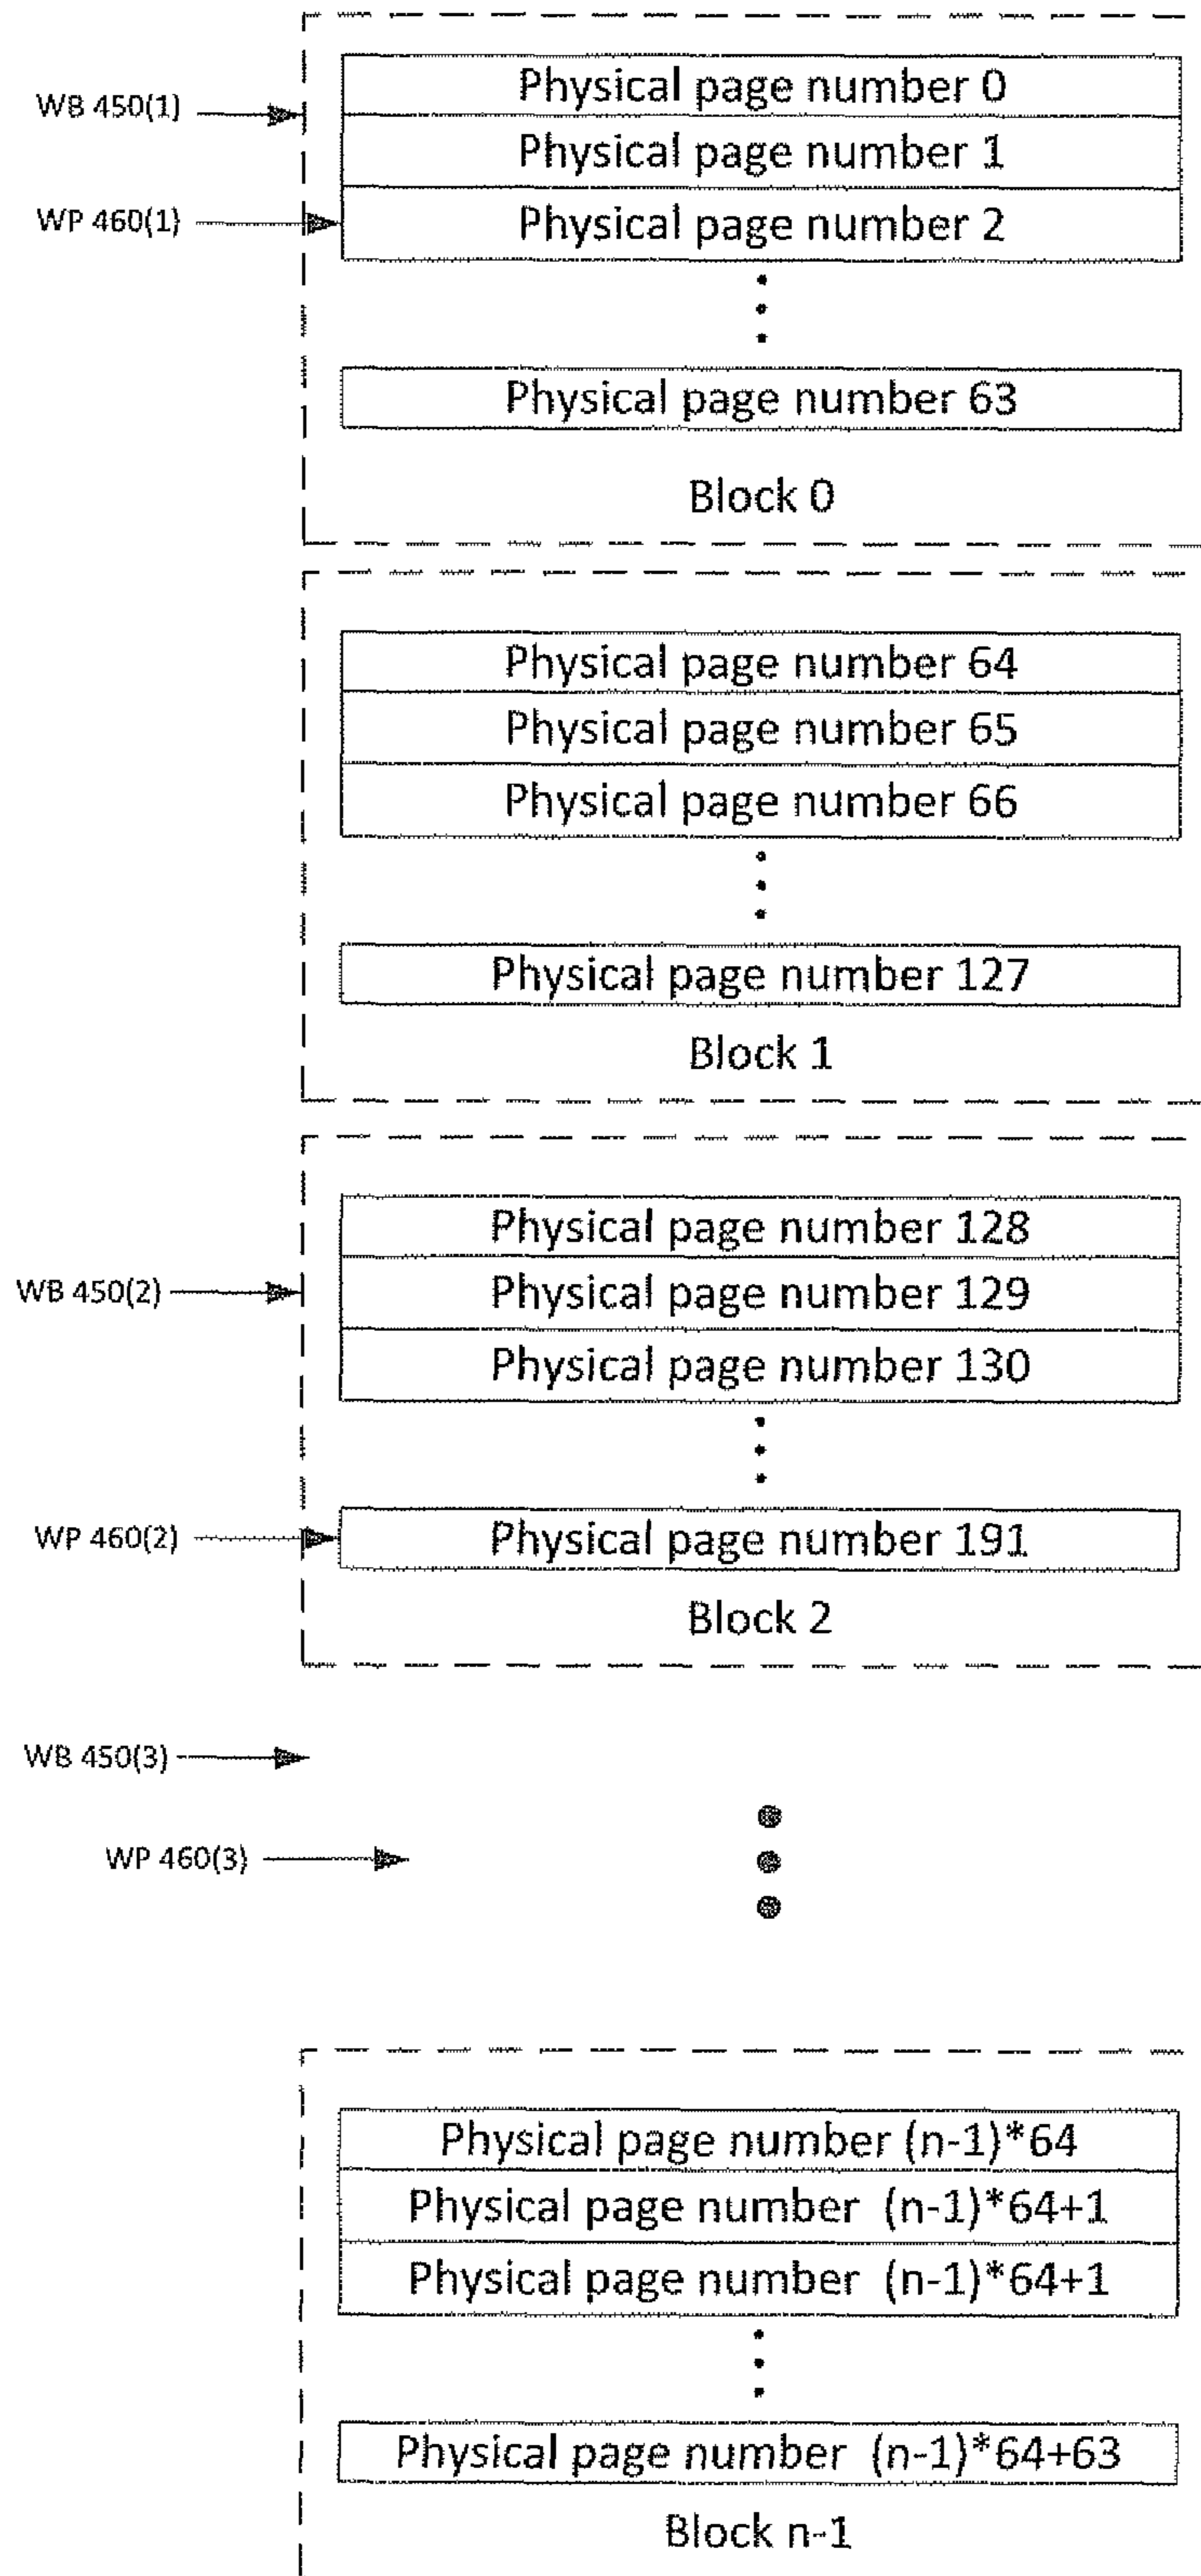 Physical page number 0
WB 450(1)
Physical page number 1
WP 460(1)
Physical page number 2
Physical page number 63
Block 0
Physical page number 64
Physical page number 65
Physical page number 66
Physical page number 127
Block 1
Physical page number 128
WB 450(2)
Physical page number 129
Physical page number 130
WP 460(2)
Physical page number 191
Block 2
WB 450(3)
WP 460(3)
Physical page number (n-1)*64
Physical page number (n-1)*64+1
Physical page number (n-1)*64+1
Physical page number (n-1)*64+63
Block n-1